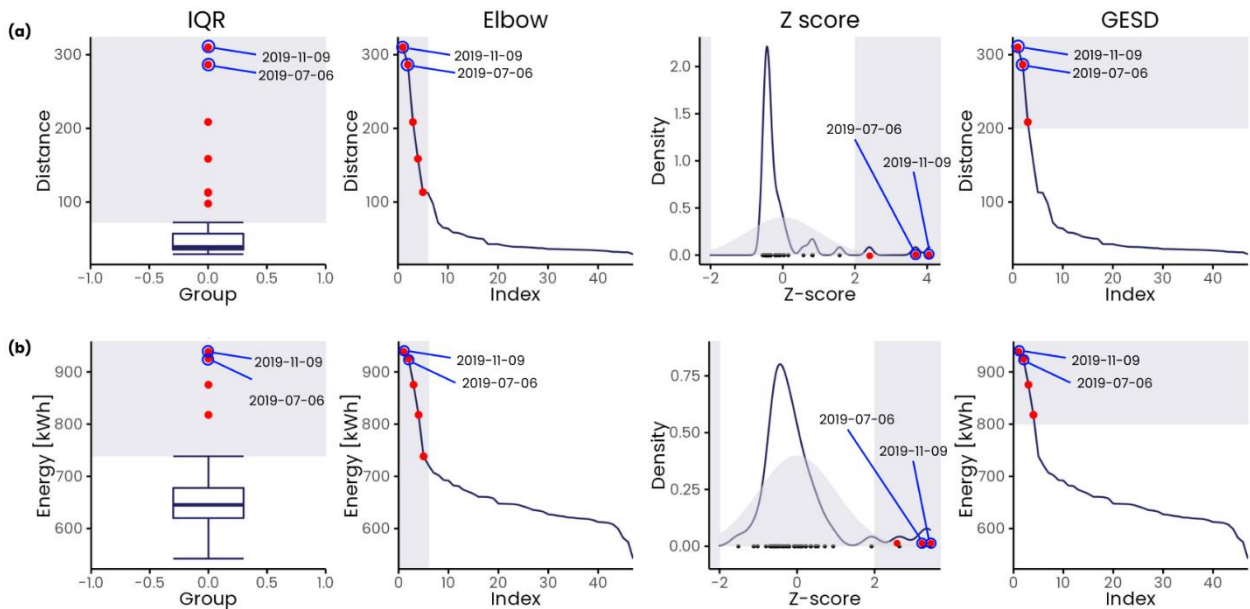 IQR Elbow Z score GESD
(a)
Distance
300
200
100
2019-11-09
2019-07-06
-1.0 -0.5 0.0 0.5 1.0
Group
Distance
300
200
100
2019-11-09
2019-07-06
0 10 20 30 40
Index
Density
2.0
1.5
1.0
0.5
0.0
2019-07-06
2019-11-09
-2 0 2 4
Z-score
Distance
300
200
100
2019-11-09
2019-07-06
0 10 20 30 40
Index
(b)
Energy [kWh]
900
800
700
600
2019-11-09
2019-07-06
-1.0 -0.5 0.0 0.5 1.0
Group
Energy [kWh]
900
800
700
600
2019-11-09
2019-07-06
0 10 20 30 40
Index
Density
0.75
0.50
0.25
0.00
2019-07-06
2019-11-09
-2 0 2
Z-score
Energy [kWh]
900
800
700
600
2019-11-09
2019-07-06
0 10 20 30 40
Index